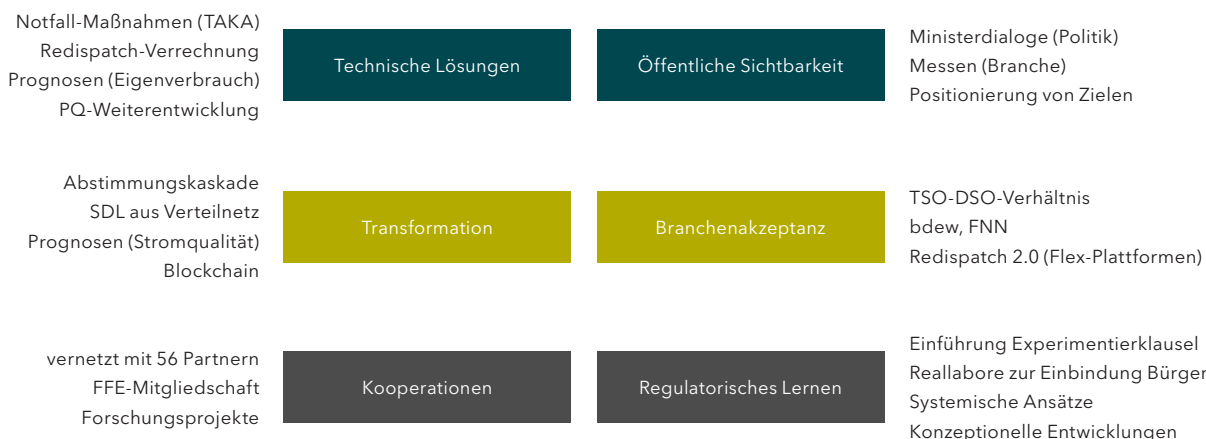 Notfall-Maßnahmen (TAKA)
Redispatch-Verrechnung
Prognosen (Eigenverbrauch)
PQ-Weiterentwicklung
Technische Lösungen
Öffentliche Sichtbarkeit
Ministerdialoge (Politik)
Messen (Branche)
Positionierung von Zielen
Abstimmungskaskade
SDL aus Verteilnetz
Prognosen (Stromqualität)
Blockchain
Transformation
Branchenakzeptanz
TSO-DSO-Verhältnis
bdew, FNN
Redispatch 2.0 (Flex-Plattformen)
vernetzt mit 56 Partnern
FFE-Mitgliedschaft
Forschungsprojekte
Kooperationen
Regulatorisches Lernen
Einführung Experimentierklausel
Reallabore zur Einbindung Bürger
Systemische Ansätze
Konzeptionelle Entwicklungen